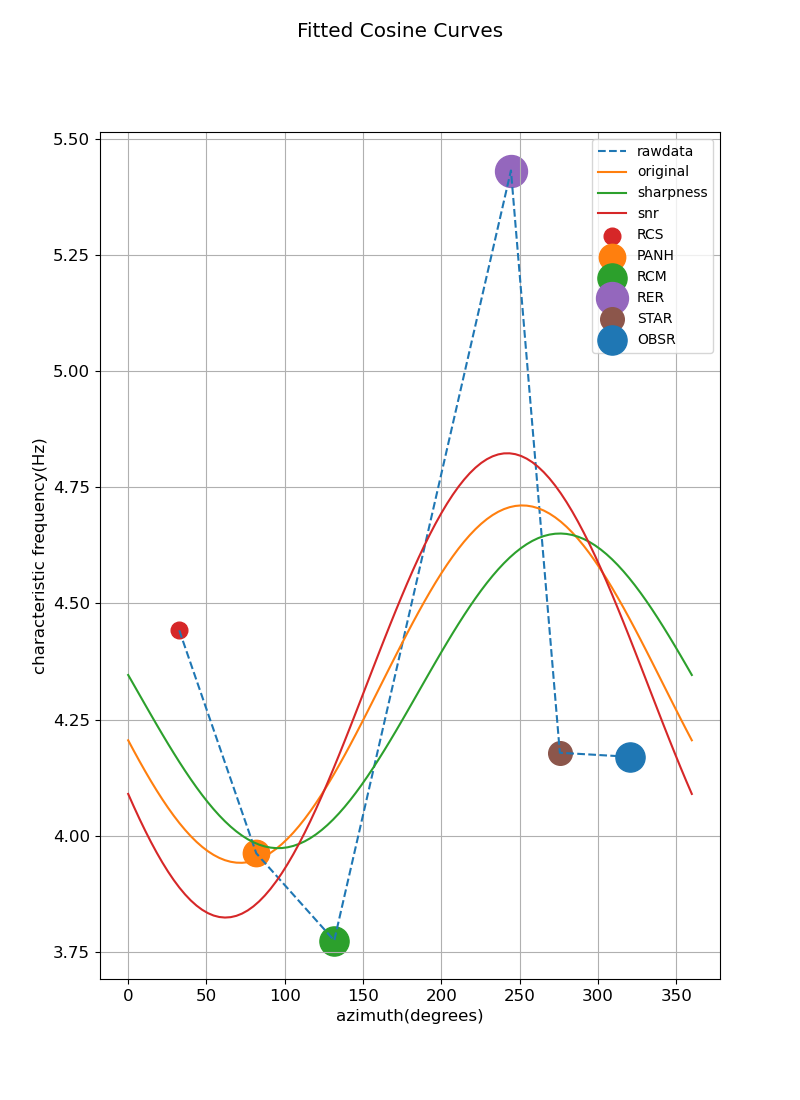 Fitted Cosine Curves
5.50
5.25
5.00
4.75
4.50
4.25
4.00
3.75
characteristic frequency(Hz)
rawdata
original
sharpness
snr
RCS
PANH
RCM
RER
STAR
OBSR
0 50 100 150 200 250 300 350
azimuth(degrees)